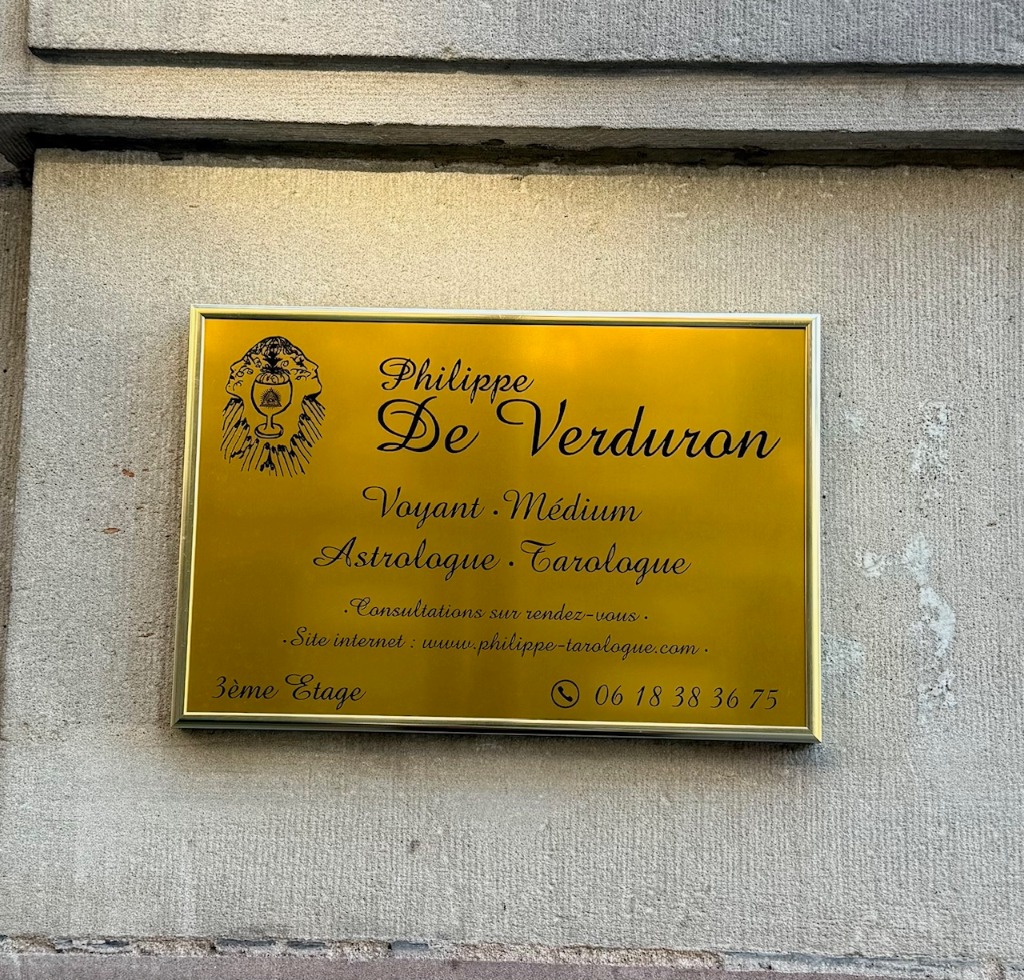 Philippe
De Verduron
Voyant · Médium
Astrologue · Tarologue
· Consultations sur rendez-vous ·
· Site internet : www.philippe-tarologue.com ·
3ème Etage
06 18 38 36 75